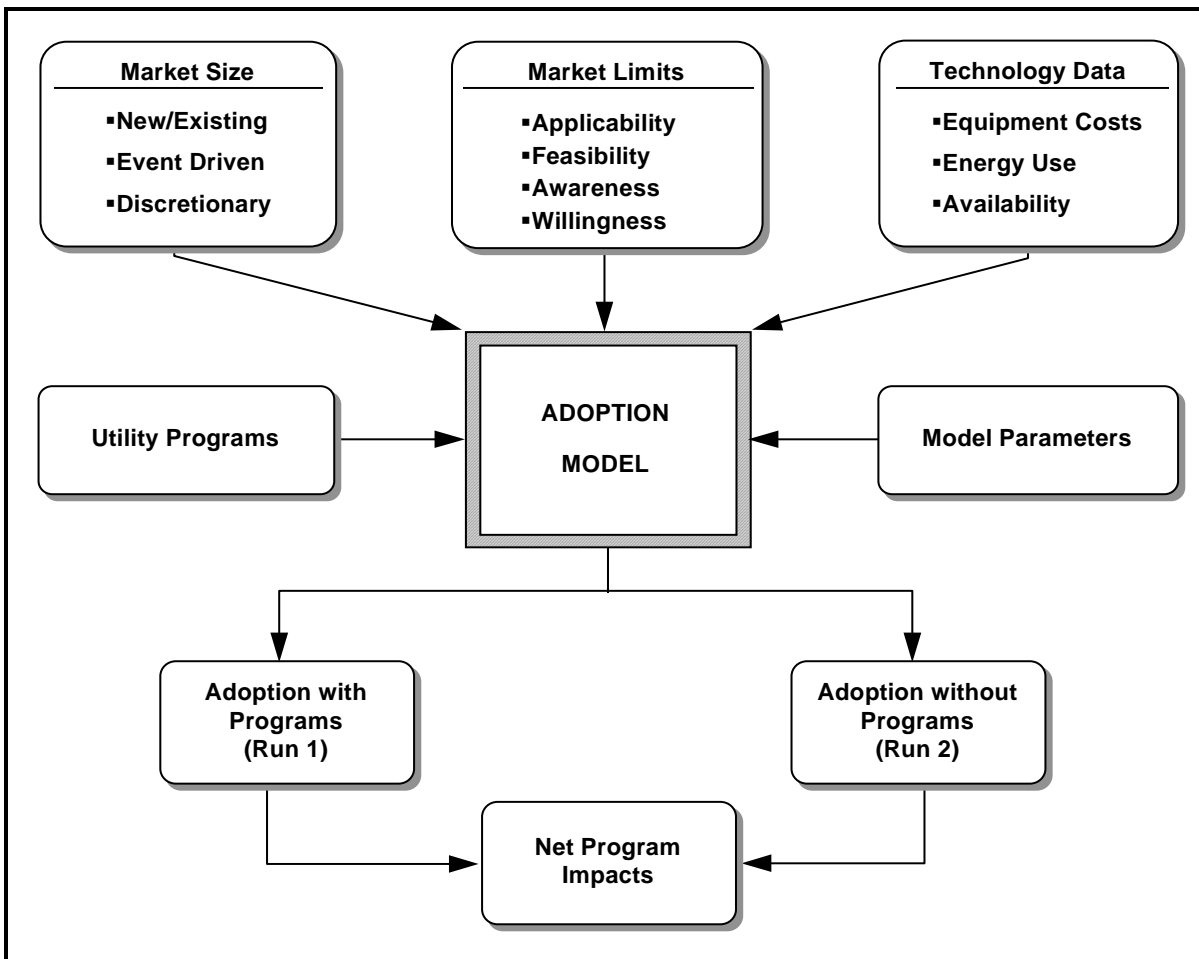 Market Size
▪New/Existing
▪Event Driven
▪Discretionary
Market Limits
▪Applicability
▪Feasibility
▪Awareness
▪Willingness
Technology Data
▪Equipment Costs
▪Energy Use
▪Availability
Utility Programs
ADOPTION
MODEL
Model Parameters
Adoption with
Programs
(Run 1)
Adoption without
Programs
(Run 2)
Net Program
Impacts